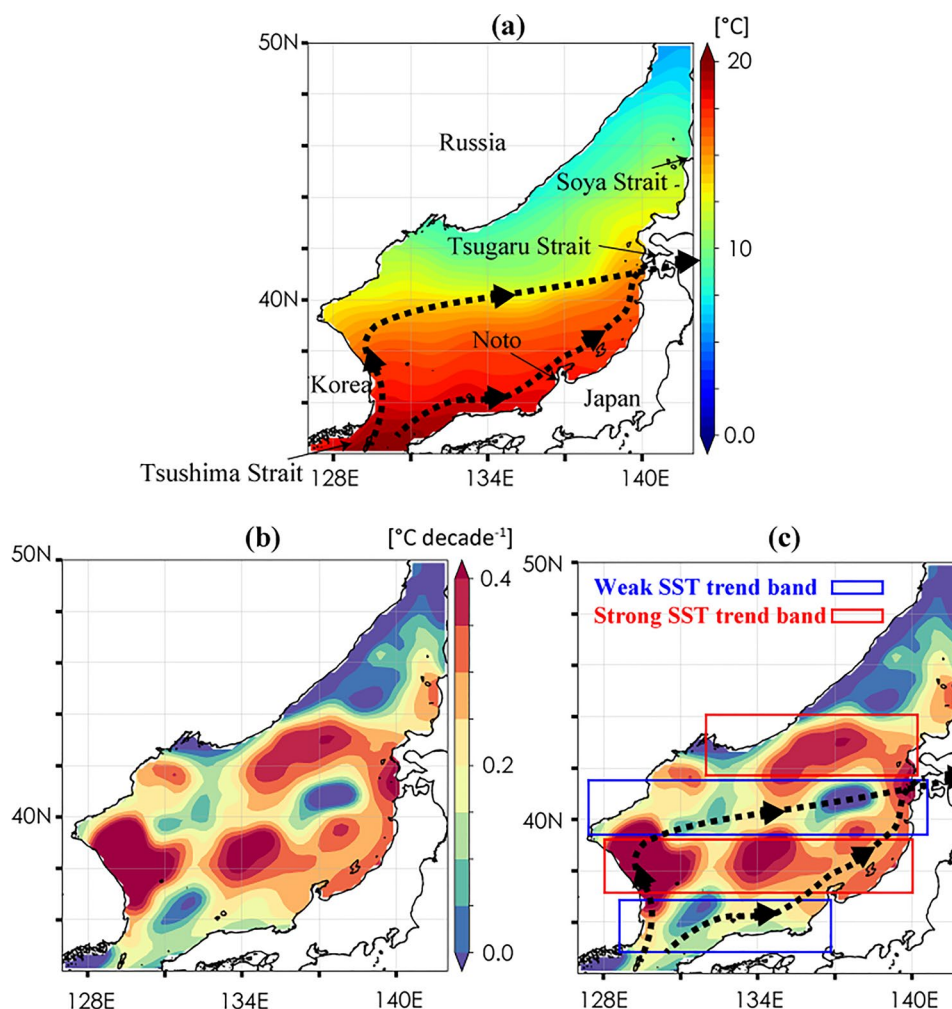 (a)
[°C]
50N
20
Russia
Soya Strait
Tsugaru Strait
10
40N
Noto
Korea
Japan
0.0
Tsushima Strait
128E
134E
140E
(b)
[°C decade⁻¹]
(c)
50N
0.4
50N
Weak SST trend band
Strong SST trend band
0.2
40N
40N
0.0
128E
134E
140E
128E
134E
140E